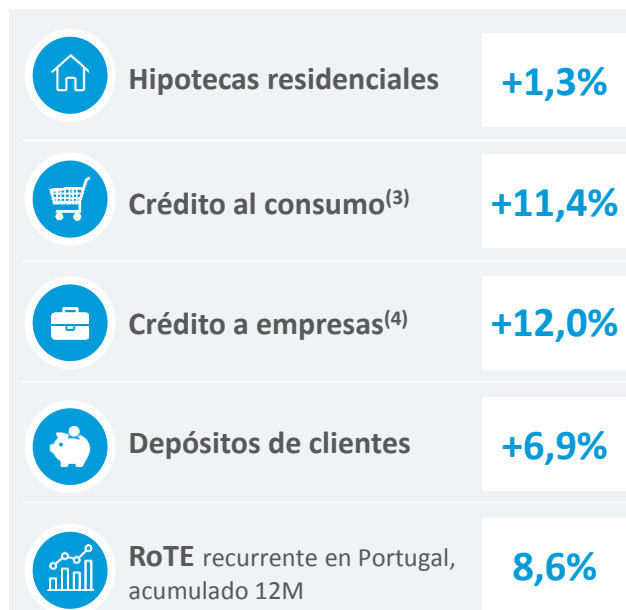 Hipotecas residenciales +1,3%
Crédito al consumo(3) +11,4%
Crédito a empresas(4) +12,0%
Depósitos de clientes +6,9%
RoTE recurrente en Portugal,
acumulado 12M 8,6%